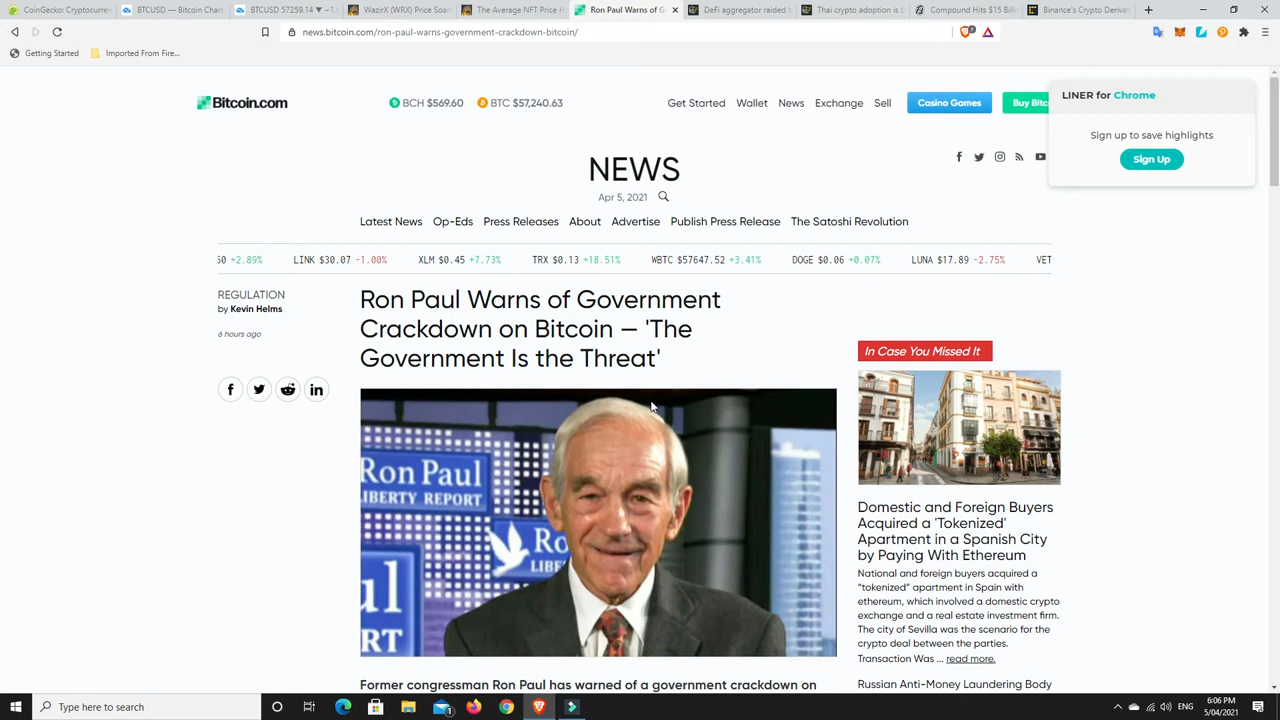 CoinGecko: Cryptocurren
BTCUSD — Bitcoin Chart
BTCUSD 57259.14 ▼ −1.
WazirX (WRX) Price Soar
The Average NFT Price H
Ron Paul Warns of G
DeFi aggregator raided b
Thai crypto adoption is b
Compound Hits $15 Billi
Binance's Crypto Derivat
news.bitcoin.com/ron-paul-warns-government-crackdown-bitcoin/
Getting Started
Imported From Fire...
Bitcoin.com
BCH $569.60
BTC $57,240.63
Get Started
Wallet
News
Exchange
Sell
Casino Games
Buy Bitc
LINER for Chrome
Sign up to save highlights
Sign Up
NEWS
Apr 5, 2021
Latest News
Op-Eds
Press Releases
About
Advertise
Publish Press Release
The Satoshi Revolution
50 +2.89%
LINK $30.07 -1.00%
XLM $0.45 +7.73%
TRX $0.13 +18.51%
WBTC $57647.52 +3.41%
DOGE $0.06 +0.07%
LUNA $17.89 -2.75%
VET
REGULATION
by Kevin Helms
6 hours ago
Ron Paul Warns of Government
Crackdown on Bitcoin — 'The
Government Is the Threat'
Ron Paul
LIBERTY REPORT
Ro
LIBE
ul
RT
Former congressman Ron Paul has warned of a government crackdown on
In Case You Missed It
Domestic and Foreign Buyers
Acquired a 'Tokenized'
Apartment in a Spanish City
by Paying With Ethereum
National and foreign buyers acquired a
“tokenized” apartment in Spain with
ethereum, which involved a domestic crypto
exchange and a real estate investment firm.
The city of Sevilla was the scenario for the
crypto deal between the parties.
Transaction Was ... read more.
Russian Anti-Money Laundering Body
Type here to search
ENG
6:06 PM
5/04/2021